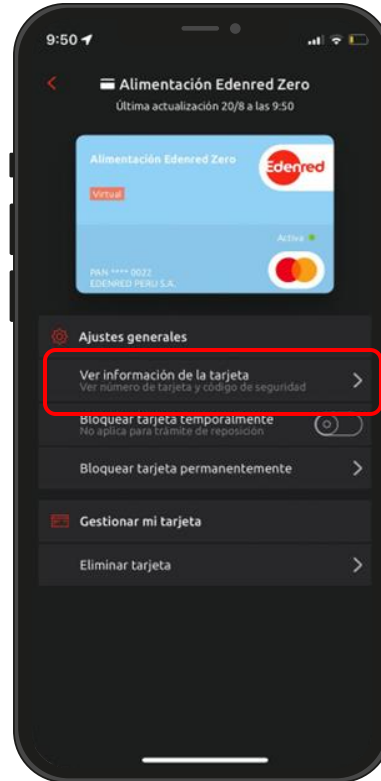 9:50
Alimentación Edenred Zero
Última actualización 20/8 a las 9:50
Alimentación Edenred Zero
Edenred
Virtual
Activa
PAN **** 0022
EDENRED PERU S.A.
Ajustes generales
Ver información de la tarjeta
Ver número de tarjeta y código de seguridad
Bloquear tarjeta temporalmente
No aplica para trámite de reposición
Bloquear tarjeta permanentemente
Gestionar mi tarjeta
Eliminar tarjeta